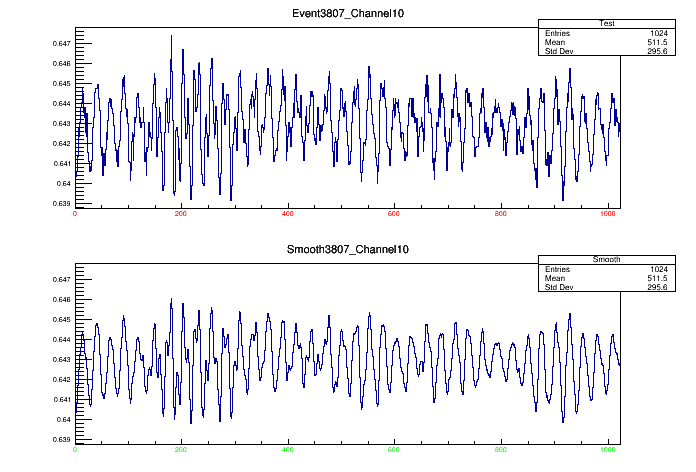 Event3807_Channel10
Test
Entries 1024
Mean 511.5
Std Dev 295.6
0.647
0.646
0.645
0.644
0.643
0.642
0.641
0.64
0.639
0 200 400 600 800 1000
Smooth3807_Channel10
Smooth
Entries 1024
Mean 511.5
Std Dev 295.6
0.647
0.646
0.645
0.644
0.643
0.642
0.641
0.64
0.639
0 200 400 600 800 1000